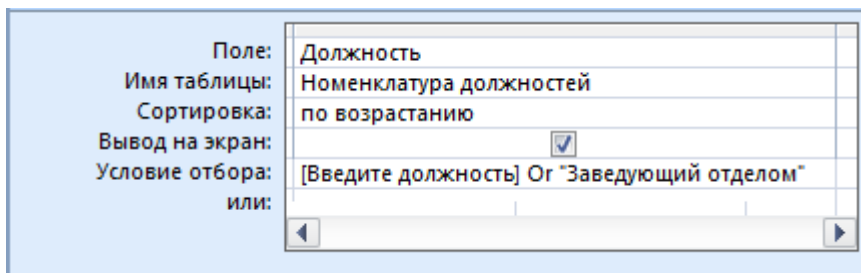 Поле: Должность
Имя таблицы: Номенклатура должностей
Сортировка: по возрастанию
Вывод на экран:
Условие отбора: [Введите должность] Or "Заведующий отделом"
или: